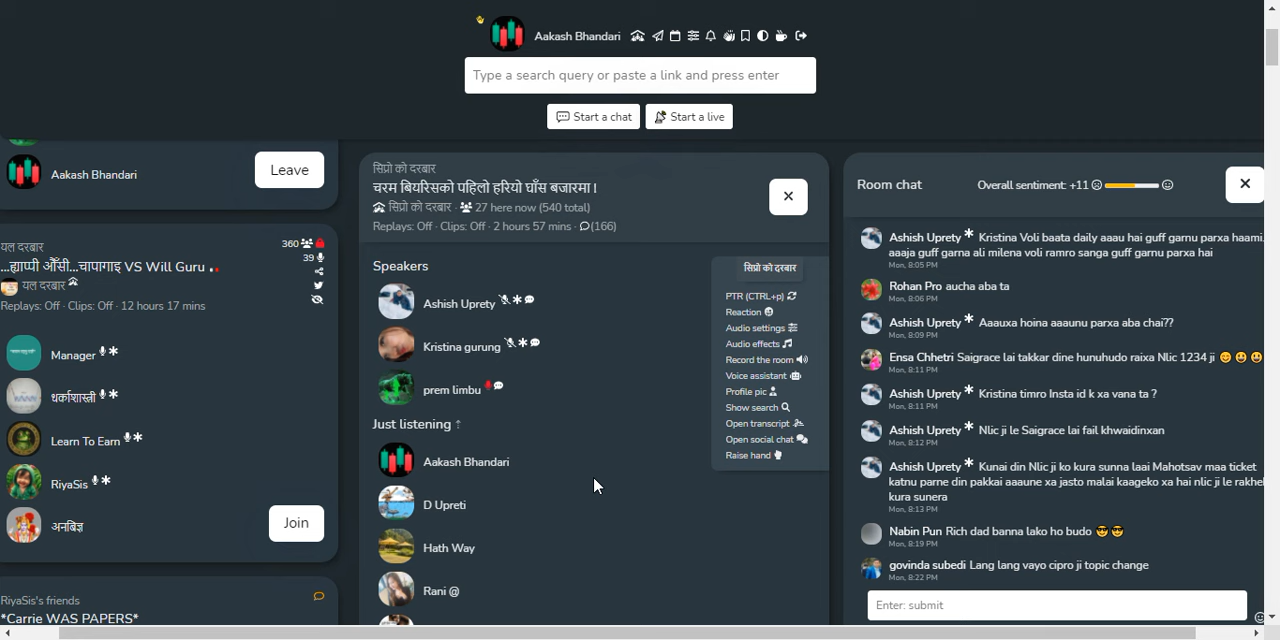 Aakash Bhandari
Type a search query or paste a link and press enter
Start a chat
Start a live
Aakash Bhandari
Leave
यल दरबार
360
39
...ह्याप्पी ओँसी...चापागाइ VS Will Guru
यल दरबार
Replays: Off · Clips: Off · 12 hours 17 mins
Manager
धर्काशास्त्री
Learn To Earn
RiyaSis
अनबिज्ञ
Join
RiyaSis's friends
*Carrie WAS PAPERS*
सिप्रो को दरबार
चरम बियरिसको पहिलो हरियो घाँस बजारमा !
सिप्रो को दरबार · 27 here now (540 total)
Replays: Off · Clips: Off · 2 hours 57 mins · (166)
Speakers
Ashish Uprety
Kristina gurung
prem limbu
Just listening ↑
Aakash Bhandari
D Upreti
Hath Way
Rani @
सिप्रो को दरबार
PTR (CTRL+p)
Reaction
Audio settings
Audio effects
Record the room
Voice assistant
Profile pic
Show search
Open transcript
Open social chat
Raise hand
Room chat
Overall sentiment: +11
Ashish Uprety * Kristina Voli baata daily aaau hai guff garnu parxa haami.
aaaja guff garna ali milena voli ramro sanga guff garnu parxa hai
Mon, 8:05 PM
Rohan Pro aucha aba ta
Mon, 8:06 PM
Ashish Uprety * Aaauxa hoina aaaunu parxa aba chai??
Mon, 8:09 PM
Ensa Chhetri Saigrace lai takkar dine hunuhudo raixa Nlic 1234 ji 😊😃😃
Mon, 8:11 PM
Ashish Uprety * Kristina timro Insta id k xa vana ta ?
Mon, 8:11 PM
Ashish Uprety * Nlic ji le Saigrace lai fail khwaidinxan
Mon, 8:12 PM
Ashish Uprety * Kunai din Nlic ji ko kura sunna laai Mahotsav maa ticket
katnu parne din pakkai aaaune xa jasto malai kaageko xa hai nlic ji le rakhe
kura sunera
Mon, 8:13 PM
Nabin Pun Rich dad banna lako ho budo 😎😎
Mon, 8:19 PM
govinda subedi Lang lang vayo cipro ji topic change
Mon, 8:22 PM
Enter: submit